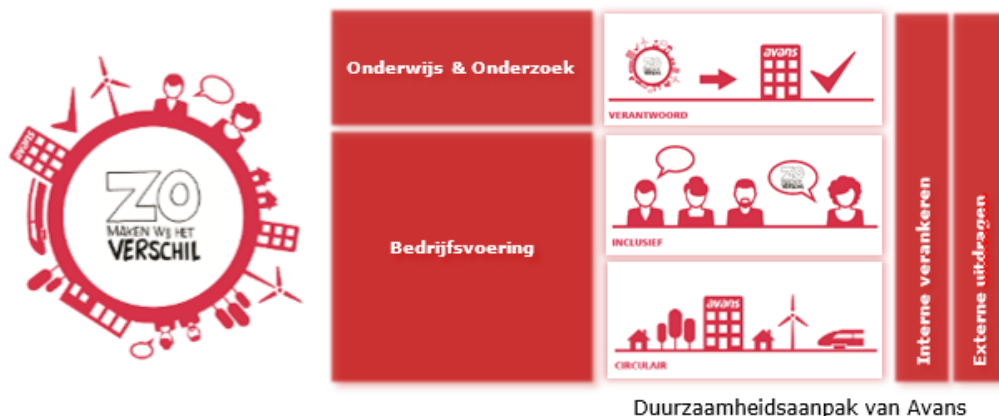 avans
ZO
MAKEN WIJ HET
VERSCHIL
Onderwijs & Onderzoek
Bedrijfsvoering
avans
VERANTWOORD
INCLUSIEF
avans
CIRCULAIR
Interne verankeren
Externe uitdragen
Duurzaamheidsaanpak van Avans